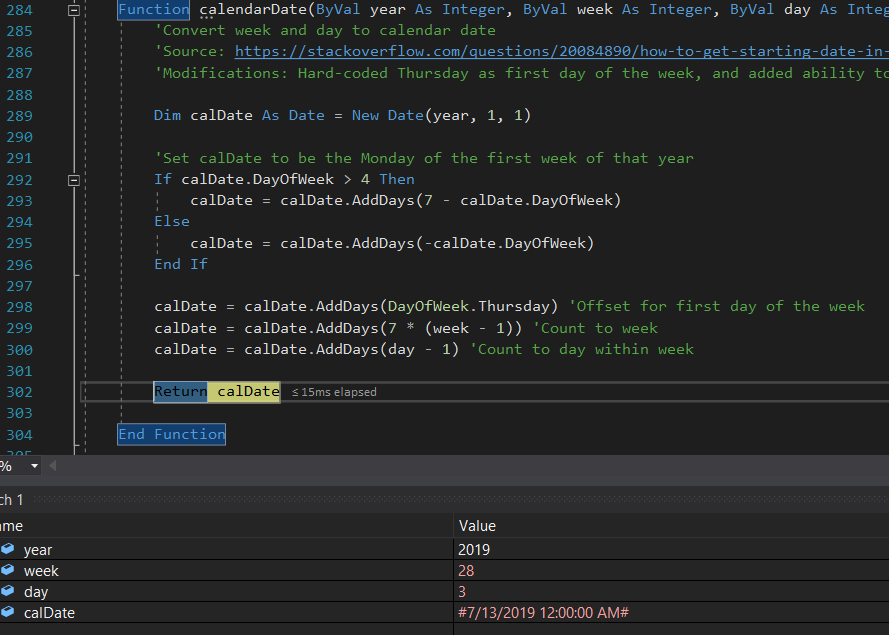 284 Function calendarDate(ByVal year As Integer, ByVal week As Integer, ByVal day As Integ
285 'Convert week and day to calendar date
286 'Source: https://stackoverflow.com/questions/20084890/how-to-get-starting-date-in-
287 'Modifications: Hard-coded Thursday as first day of the week, and added ability to
288
289 Dim calDate As Date = New Date(year, 1, 1)
290
291 'Set calDate to be the Monday of the first week of that year
292 If calDate.DayOfWeek > 4 Then
293 calDate = calDate.AddDays(7 - calDate.DayOfWeek)
294 Else
295 calDate = calDate.AddDays(-calDate.DayOfWeek)
296 End If
297
298 calDate = calDate.AddDays(DayOfWeek.Thursday) 'Offset for first day of the week
299 calDate = calDate.AddDays(7 * (week - 1)) 'Count to week
300 calDate = calDate.AddDays(day - 1) 'Count to day within week
301
302 Return calDate ≤ 15ms elapsed
303
304 End Function
%
ch 1
ame Value
year 2019
week 28
day 3
calDate #7/13/2019 12:00:00 AM#